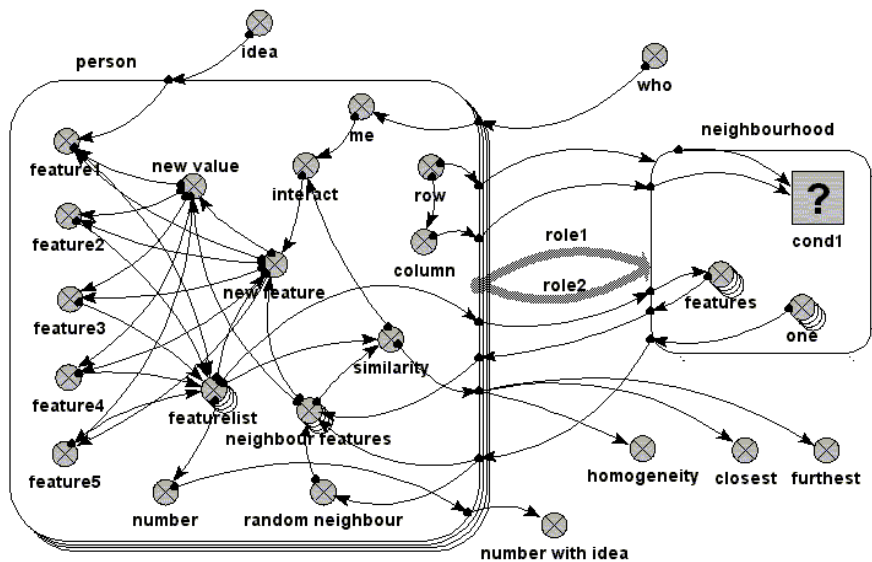 idea
person
who
me
neighbourhood
feature1
new value
interact
row
?
feature2
role1
cond1
column
new feature
role2
features
feature3
one
similarity
feature4
featurelist
neighbour features
feature5
homogeneity
closest
furthest
number
random neighbour
number with idea